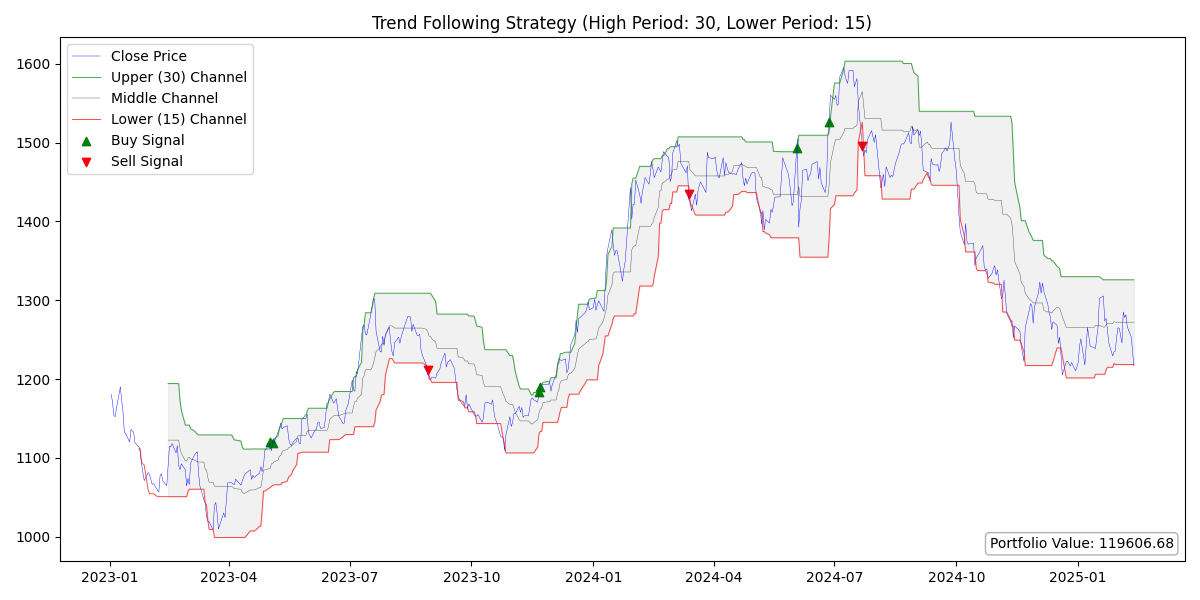 Trend Following Strategy (High Period: 30, Lower Period: 15)
Close Price
Upper (30) Channel
Middle Channel
Lower (15) Channel
Buy Signal
Sell Signal
1600
1500
1400
1300
1200
1100
1000
Portfolio Value: 119606.68
2023-01 2023-04 2023-07 2023-10 2024-01 2024-04 2024-07 2024-10 2025-01